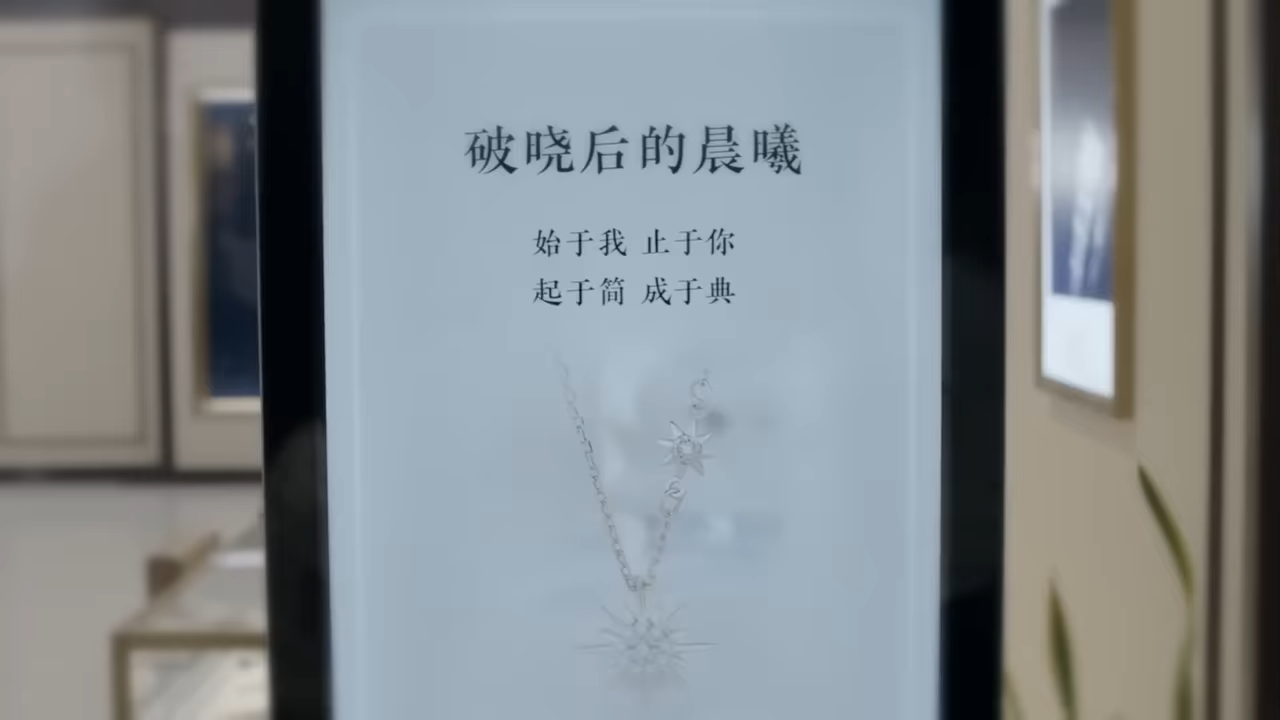 破晓后的晨曦
始于我 止于你
起于简 成于典